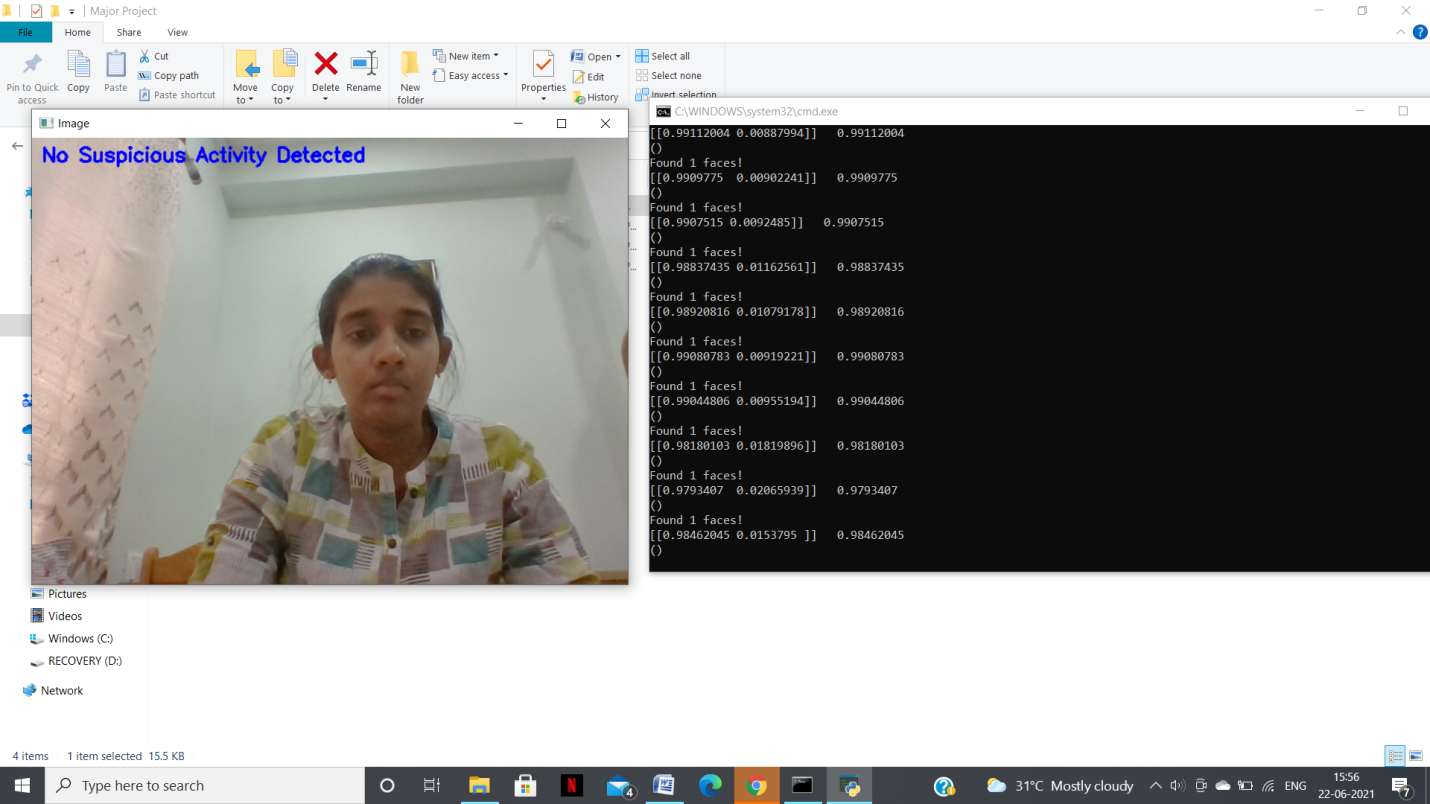 Major Project
File Home Share View
Pin to Quick access
Copy
Paste
Cut
Copy path
Paste shortcut
Move to
Copy to
Delete
Rename
New folder
New item
Easy access
Properties
Open
Edit
History
Select all
Select none
Invert selection
Image
No Suspicious Activity Detected
C:\WINDOWS\system32\cmd.exe
[[0.99112004 0.00887994]] 0.99112004
()
Found 1 faces!
[[0.9909775 0.00902241]] 0.9909775
()
Found 1 faces!
[[0.9907515 0.0092485]] 0.9907515
()
Found 1 faces!
[[0.98837435 0.01162561]] 0.98837435
()
Found 1 faces!
[[0.98920816 0.01079178]] 0.98920816
()
Found 1 faces!
[[0.99080783 0.00919221]] 0.99080783
()
Found 1 faces!
[[0.99044806 0.00955194]] 0.99044806
()
Found 1 faces!
[[0.98180103 0.01819896]] 0.98180103
()
Found 1 faces!
[[0.9793407 0.02065939]] 0.9793407
()
Found 1 faces!
[[0.98462045 0.0153795 ]] 0.98462045
()
Pictures
Videos
Windows (C:)
RECOVERY (D:)
Network
4 items 1 item selected 15.5 KB
Type here to search
4
31°C Mostly cloudy
ENG
15:56
22-06-2021
7